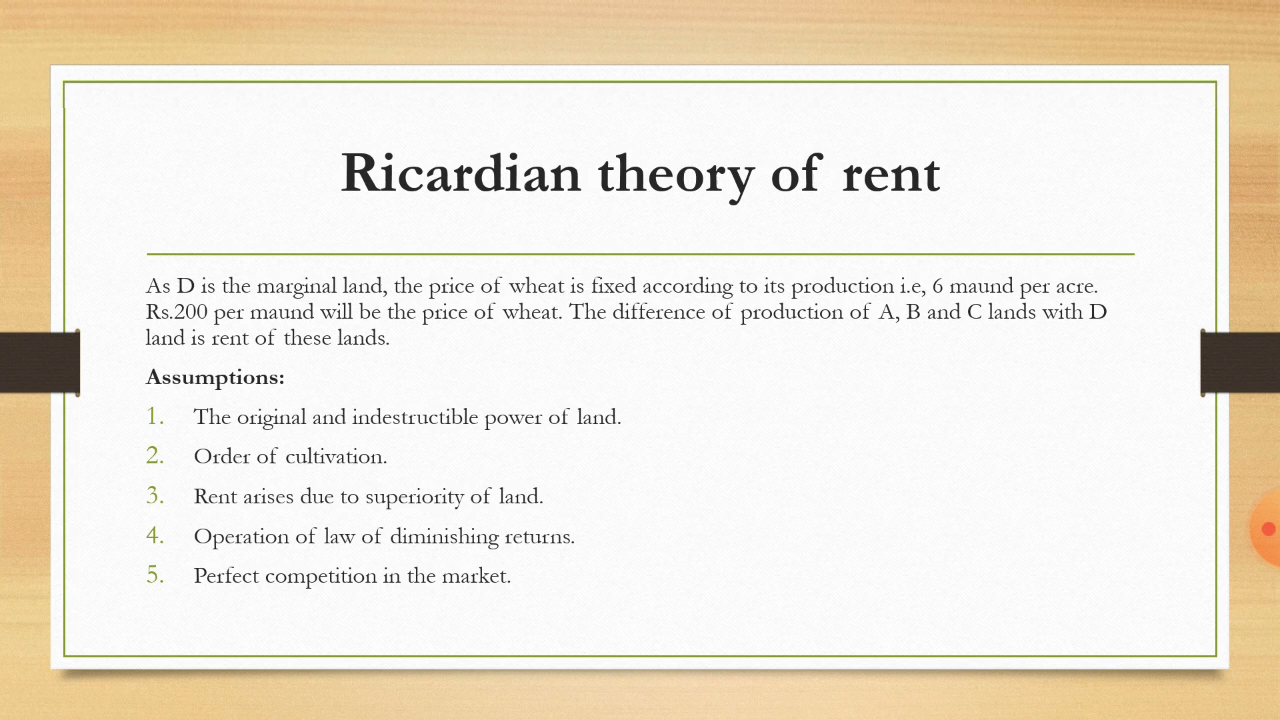 Ricardian theory of rent
As D is the marginal land, the price of wheat is fixed according to its production i.e, 6 maund per acre.
Rs.200 per maund will be the price of wheat. The difference of production of A, B and C lands with D
land is rent of these lands.
Assumptions:
1. The original and indestructible power of land.
2. Order of cultivation.
3. Rent arises due to superiority of land.
4. Operation of law of diminishing returns.
5. Perfect competition in the market.